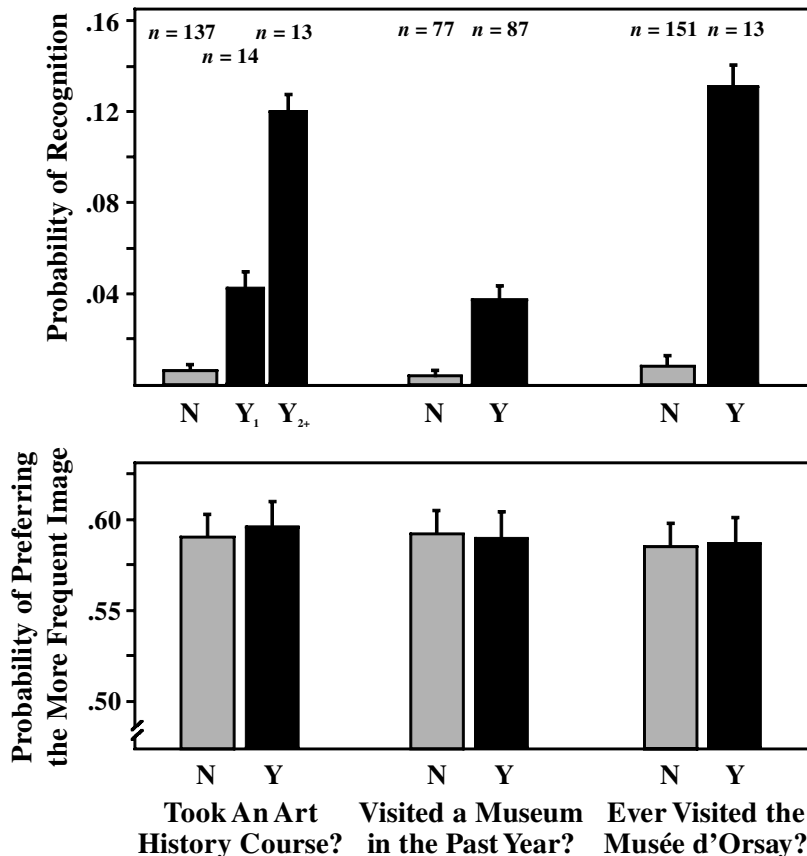 Probability of Recognition
.16
.12
.08
.04
n = 137
n = 14
n = 13
n = 77
n = 87
n = 151
n = 13
N Y₁ Y₂₊ N Y N Y
Probability of Preferring
the More Frequent Image
.60
.55
.50
N Y N Y N Y
Took An Art
History Course?
Visited a Museum
in the Past Year?
Ever Visited the
Musée d'Orsay?